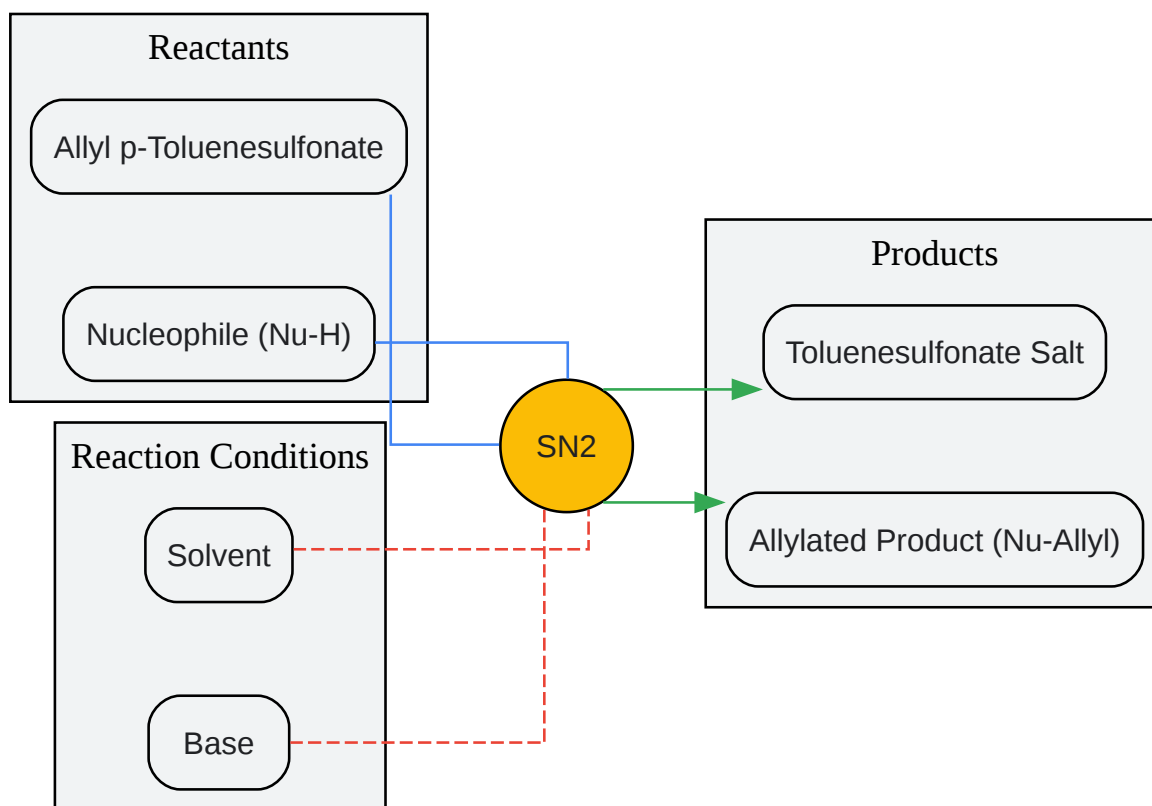 Reactants
Allyl p-Toluenesulfonate
Nucleophile (Nu-H)
Reaction Conditions
Solvent
Base
SN2
Products
Toluenesulfonate Salt
Allylated Product (Nu-Allyl)